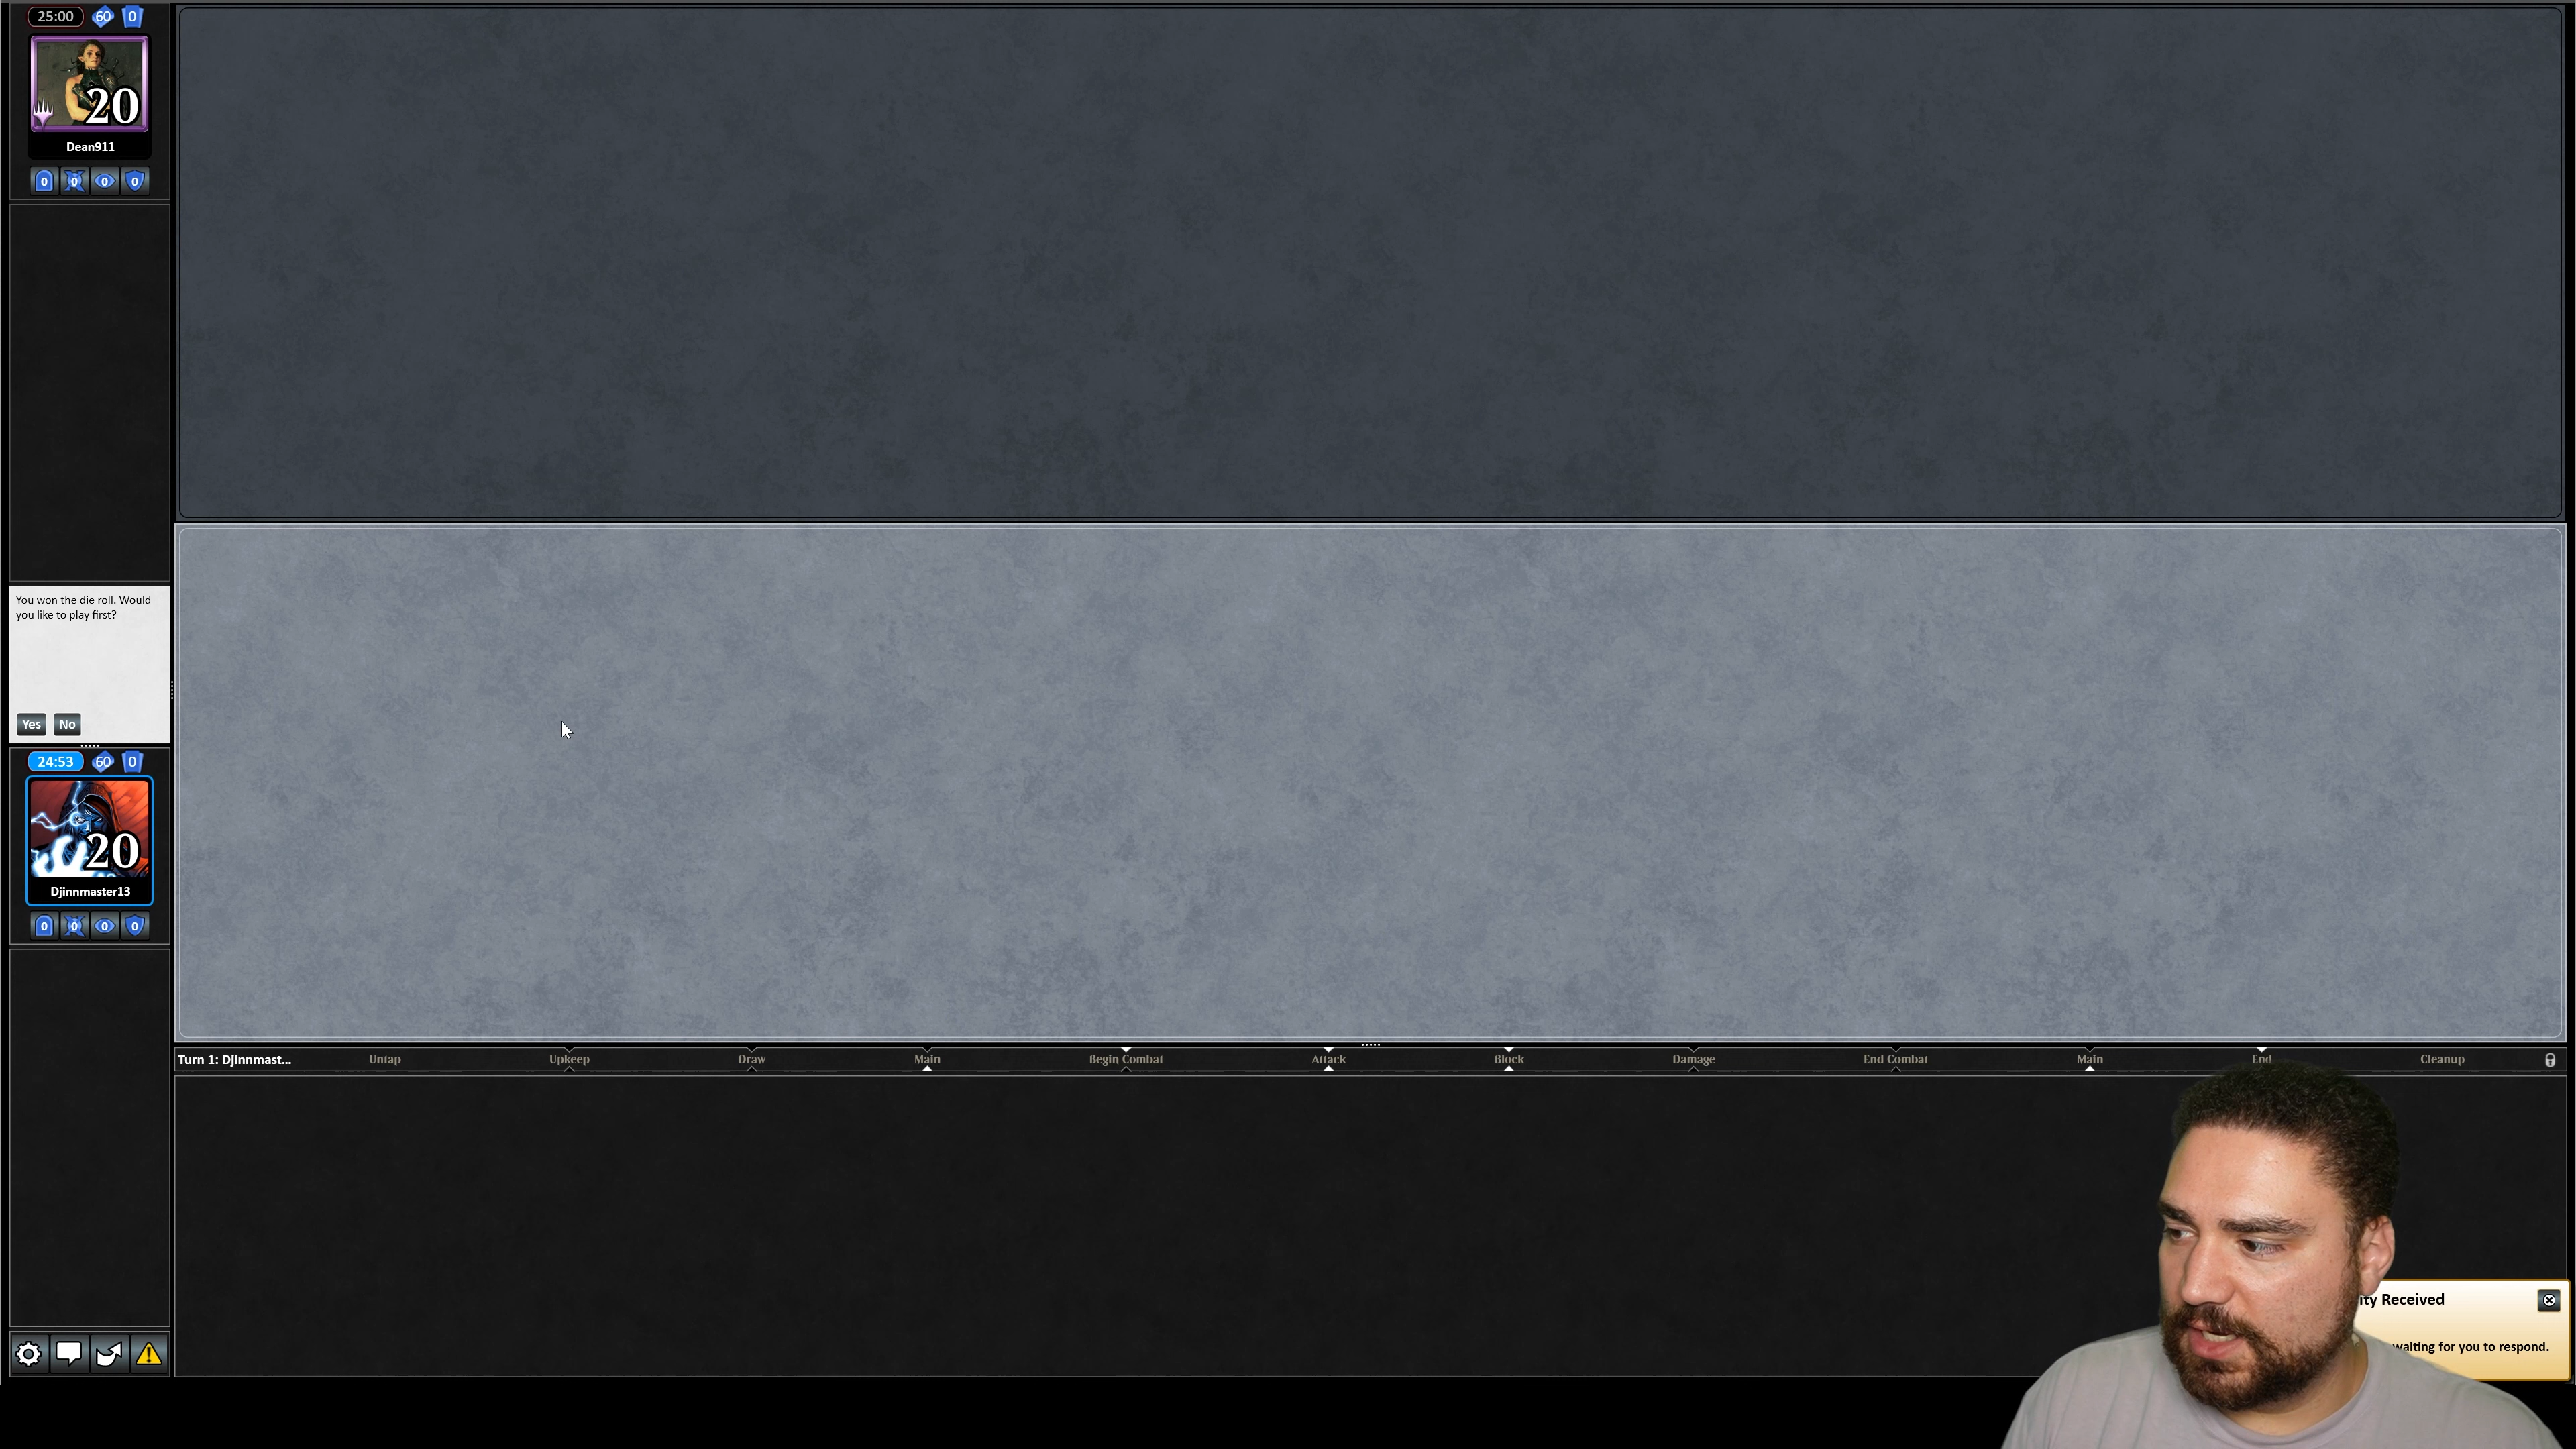 25:00 60 0
20
Dean911
0 0 0 0
You won the die roll. Would
you like to play first?
Yes No
24:53 60 0
20
Djinnmaster13
0 0 0 0
Turn 1: Djinnmast... Untap Upkeep Draw Main Begin Combat Attack Block Damage End Combat Main End Cleanup
Received
waiting for you to respond.